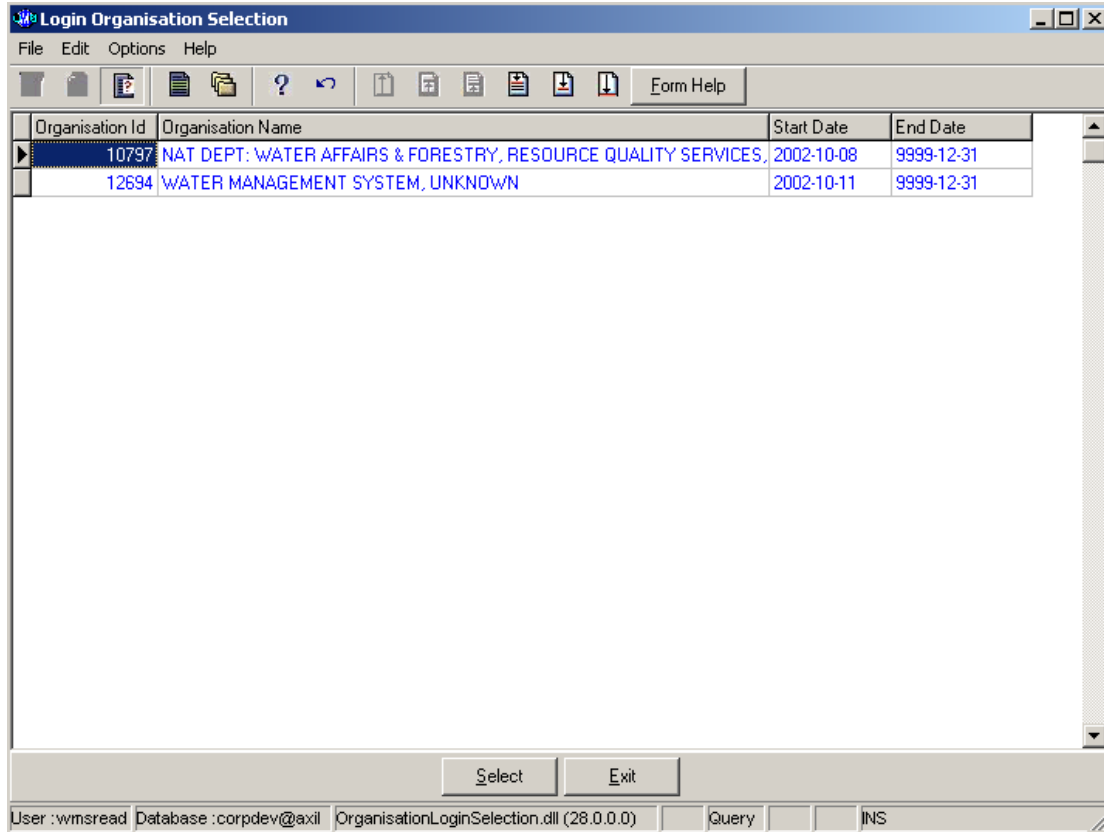 Login Organisation Selection
File Edit Options Help
? Form Help
Organisation Id Organisation Name Start Date End Date
10797 NAT DEPT: WATER AFFAIRS & FORESTRY, RESOURCE QUALITY SERVICES, 2002-10-08 9999-12-31
12694 WATER MANAGEMENT SYSTEM, UNKNOWN 2002-10-11 9999-12-31
Select Exit
User :wmsread Database :corpdev@axil OrganisationLoginSelection.dll (28.0.0.0) Query INS